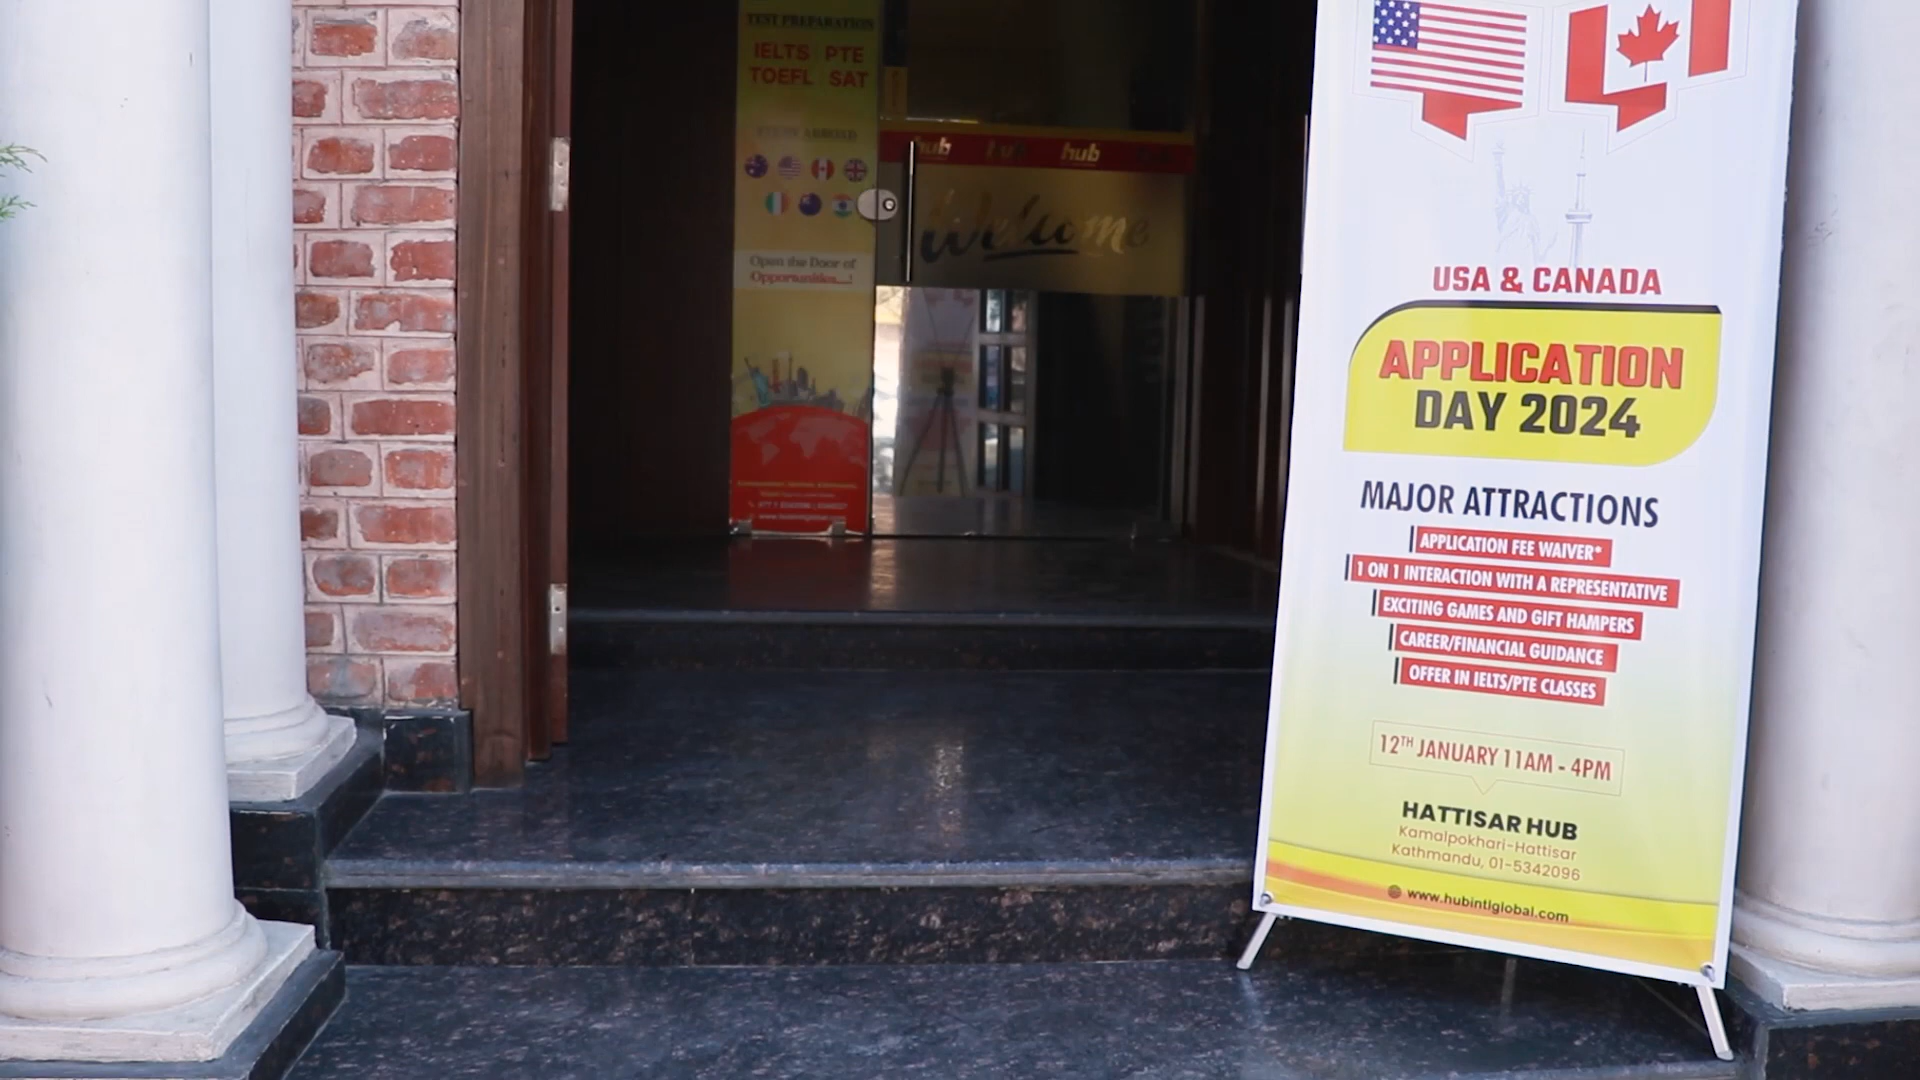 TEST PREPARATION
IELTS PTE
TOEFL SAT
STUDY ABROAD
Open the Door of
Opportunities....!
hub hub hub
Welcome
USA & CANADA
APPLICATION
DAY 2024
MAJOR ATTRACTIONS
APPLICATION FEE WAIVER*
1 ON 1 INTERACTION WITH A REPRESENTATIVE
EXCITING GAMES AND GIFT HAMPERS
CAREER/FINANCIAL GUIDANCE
OFFER IN IELTS/PTE CLASSES
12TH JANUARY 11AM - 4PM
HATTISAR HUB
Kamalpokhari-Hattisar
Kathmandu, 01-5342096
www.hubintlglobal.com